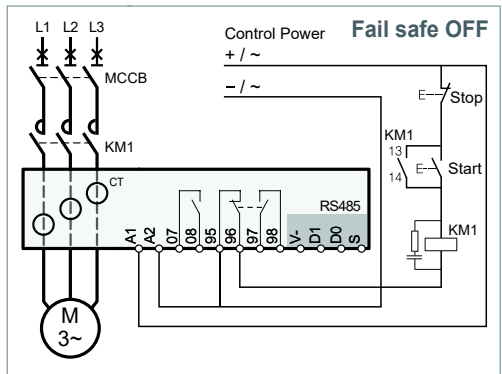 L1 L2 L3
Control Power
Fail safe OFF
+ / ~
− / ~
MCCB
E
Stop
KM1
13
14
E
Start
KM1
CT
RS485
KM1
A1 A2 07 08 95 96 97 98 V- D1 D0 S
M
3~